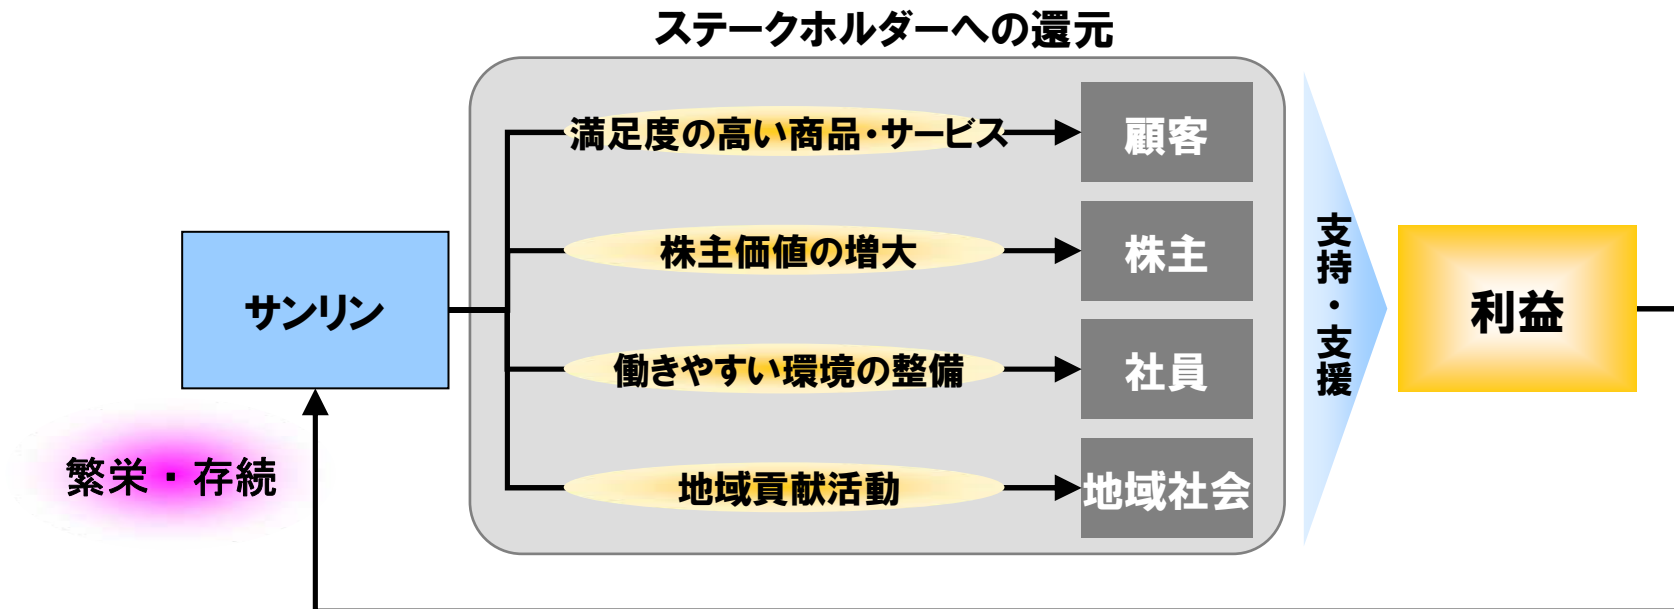 ステークホルダーへの還元
満足度の高い商品・サービス
顧客
株主価値の増大
株主
サンリン
働きやすい環境の整備
社員
地域貢献活動
地域社会
支持・支援
利益
繁栄・存続